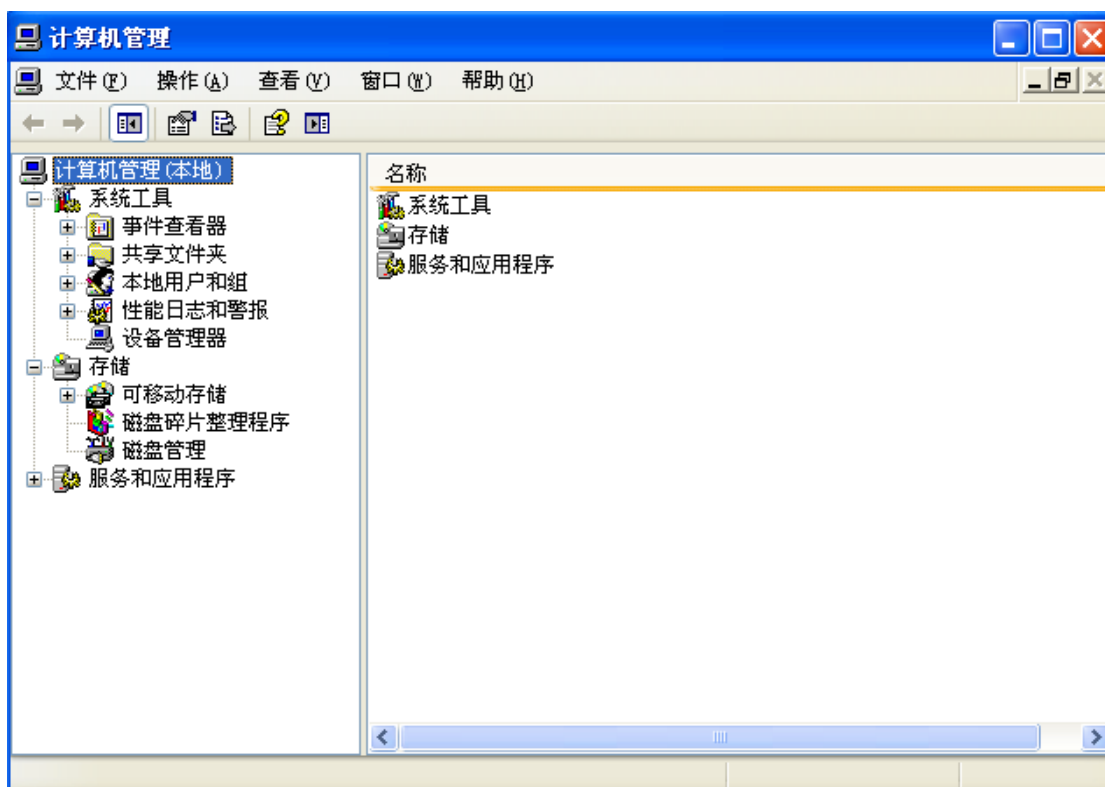 计算机管理
文件(F) 操作(A) 查看(V) 窗口(W) 帮助(H)
计算机管理(本地)
系统工具
事件查看器
共享文件夹
本地用户和组
性能日志和警报
设备管理器
存储
可移动存储
磁盘碎片整理程序
磁盘管理
服务和应用程序
名称
系统工具
存储
服务和应用程序